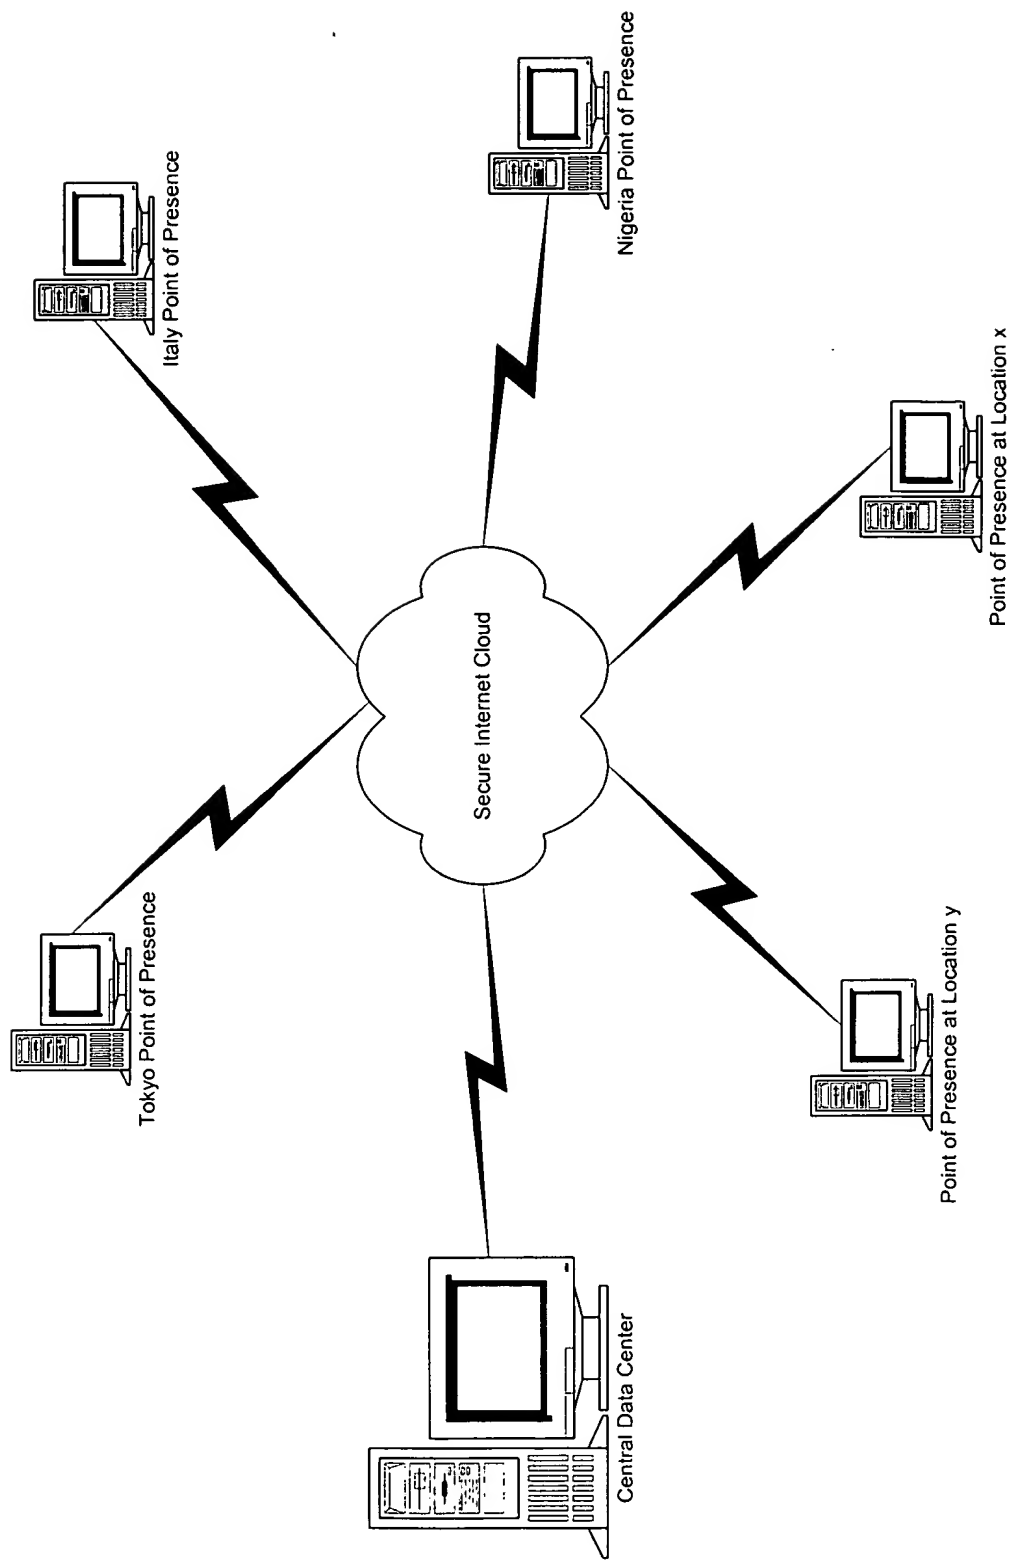 Tokyo Point of Presence
Italy Point of Presence
Central Data Center
Secure Internet Cloud
Nigeria Point of Presence
Point of Presence at Location y
Point of Presence at Location x